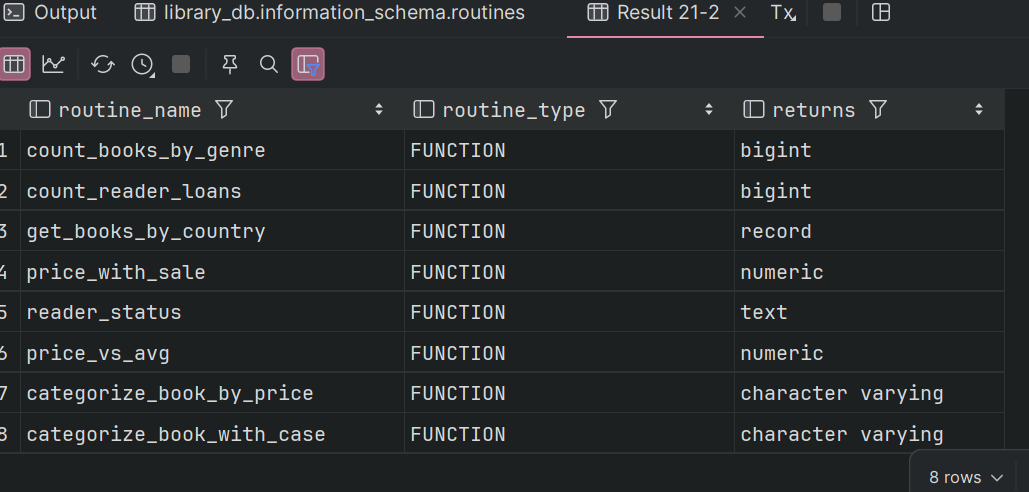 Output library_db.information_schema.routines Result 21-2 Tx
routine_name routine_type returns
1 count_books_by_genre FUNCTION bigint
2 count_reader_loans FUNCTION bigint
3 get_books_by_country FUNCTION record
4 price_with_sale FUNCTION numeric
5 reader_status FUNCTION text
6 price_vs_avg FUNCTION numeric
7 categorize_book_by_price FUNCTION character varying
8 categorize_book_with_case FUNCTION character varying
8 rows